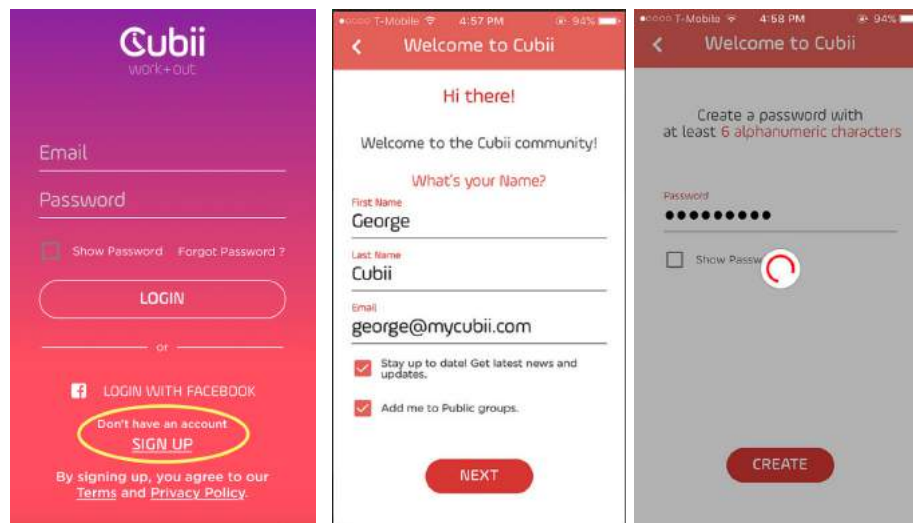 Cubii
work+out
Email
Password
Show Password Forgot Password ?
LOGIN
or
LOGIN WITH FACEBOOK
Don't have an account
SIGN UP
By signing up, you agree to our
Terms and Privacy Policy.
T-Mobile 4:57 PM 94%
Welcome to Cubii
Hi there!
Welcome to the Cubii community!
What's your Name?
First Name
George
Last Name
Cubii
Email
george@mycubii.com
Stay up to date! Get latest news and
updates.
Add me to Public groups.
NEXT
T-Mobile 4:58 PM 94%
Welcome to Cubii
Create a password with
at least 6 alphanumeric characters
Password
Show Passw
CREATE